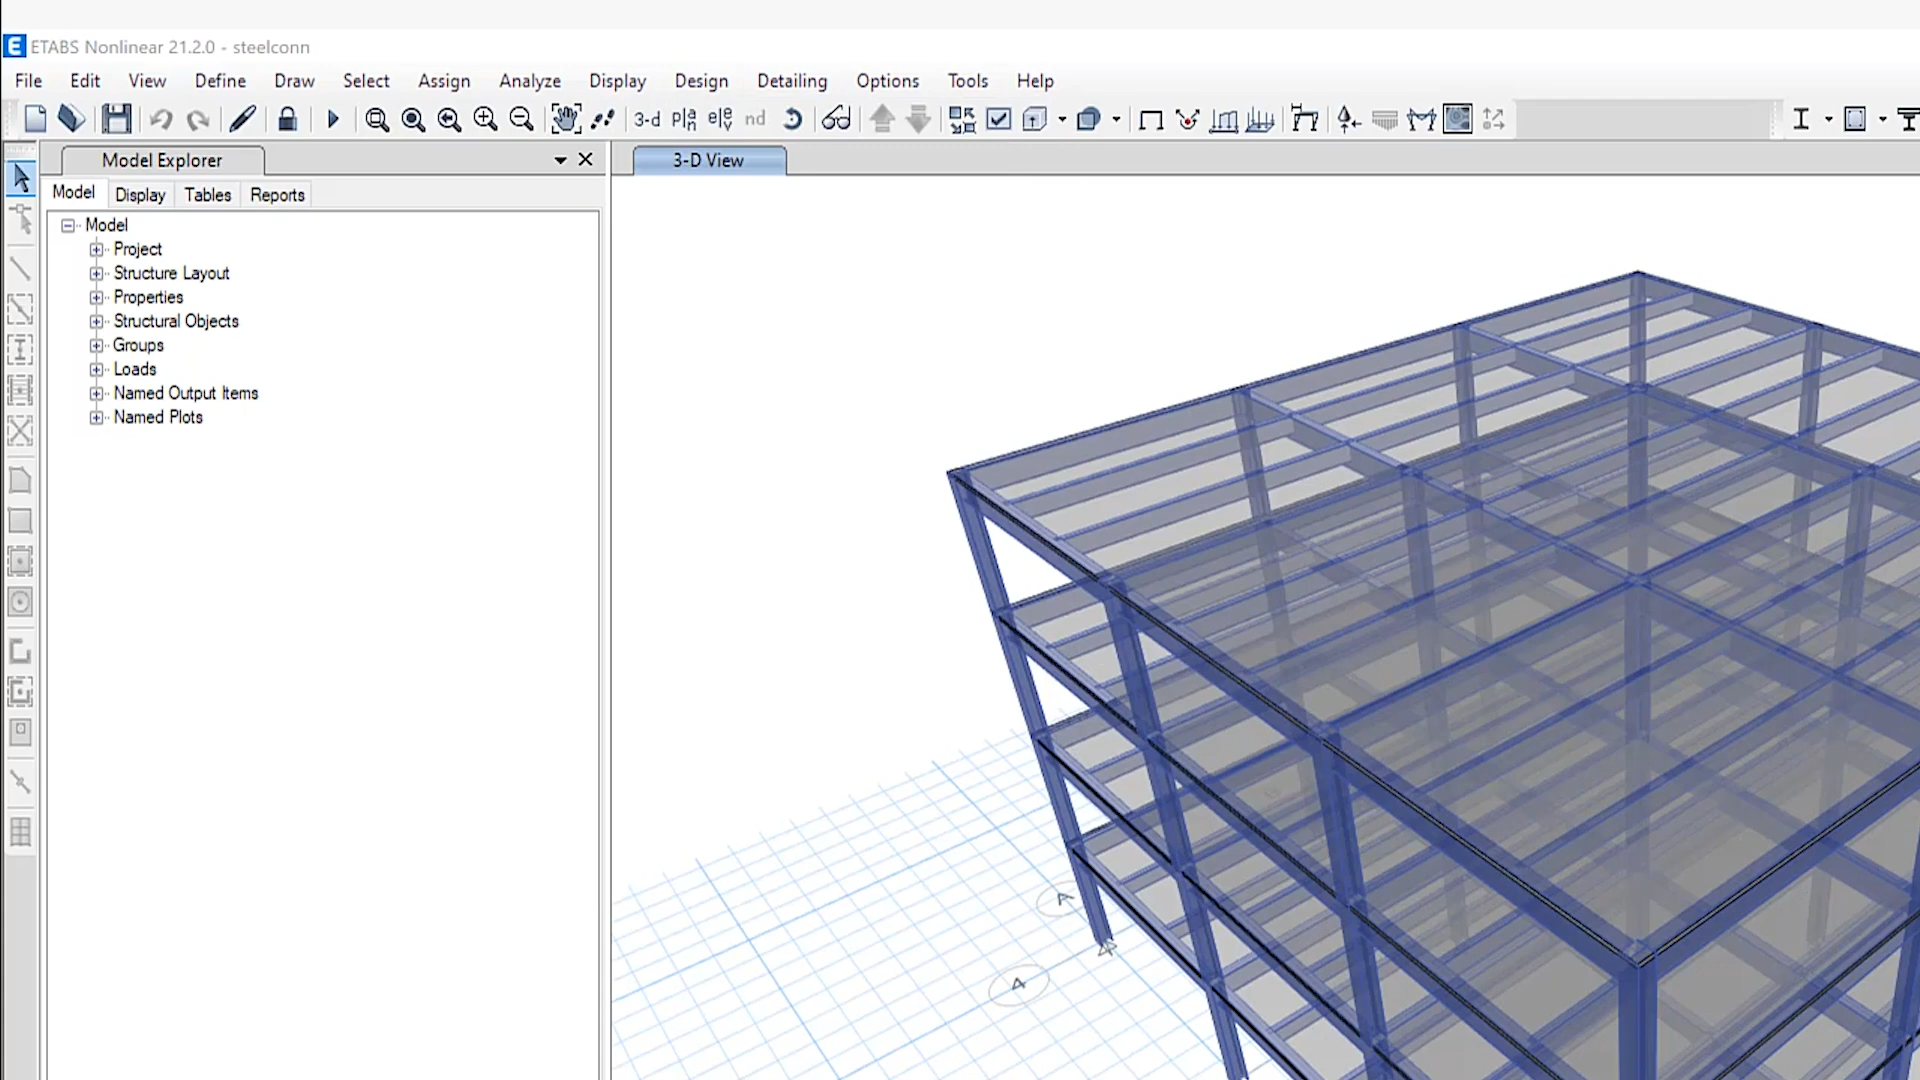 E ETABS Nonlinear 21.2.0 - steelconn
File Edit View Define Draw Select Assign Analyze Display Design Detailing Options Tools Help
3-d pla ele nd
Model Explorer
3-D View
Model Display Tables Reports
Model
Project
Structure Layout
Properties
Structural Objects
Groups
Loads
Named Output Items
Named Plots
A
A